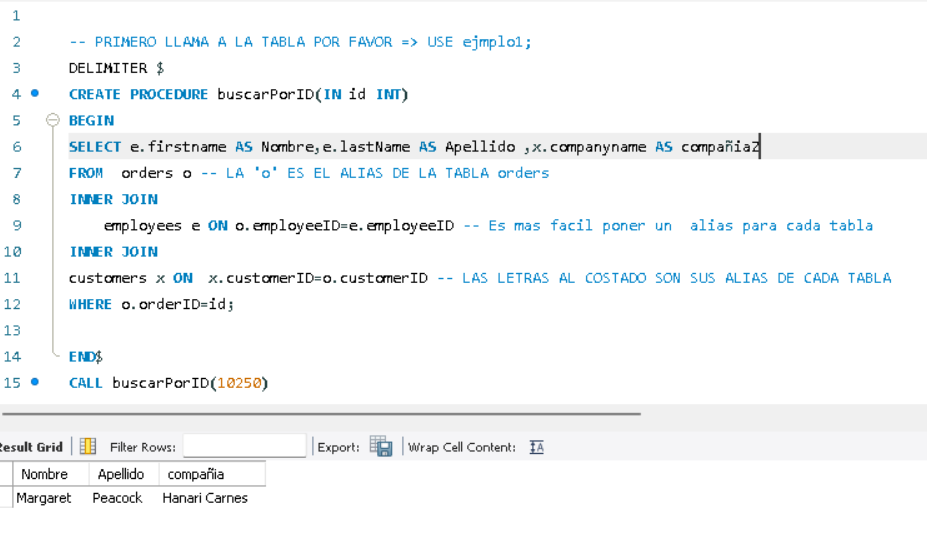 1
2 -- PRIMERO LLAMA A LA TABLA POR FAVOR => USE ejmplo1;
3 DELIMITER $
4 CREATE PROCEDURE buscarPorID(IN id INT)
5 BEGIN
6 SELECT e.firstname AS Nombre,e.lastName AS Apellido ,x.companyname AS compañiaZ
7 FROM  orders o -- LA 'o' ES EL ALIAS DE LA TABLA orders
8 INNER JOIN
9     employees e ON o.employeeID=e.employeeID -- Es mas facil poner un  alias para cada tabla
10 INNER JOIN
11 customers x ON  x.customerID=o.customerID -- LAS LETRAS AL COSTADO SON SUS ALIAS DE CADA TABLA
12 WHERE o.orderID=id;
13
14 END$
15 CALL buscarPorID(10250)
Result Grid Filter Rows: Export: Wrap Cell Content: IA
Nombre Apellido compañia
Margaret Peacock Hanari Carnes